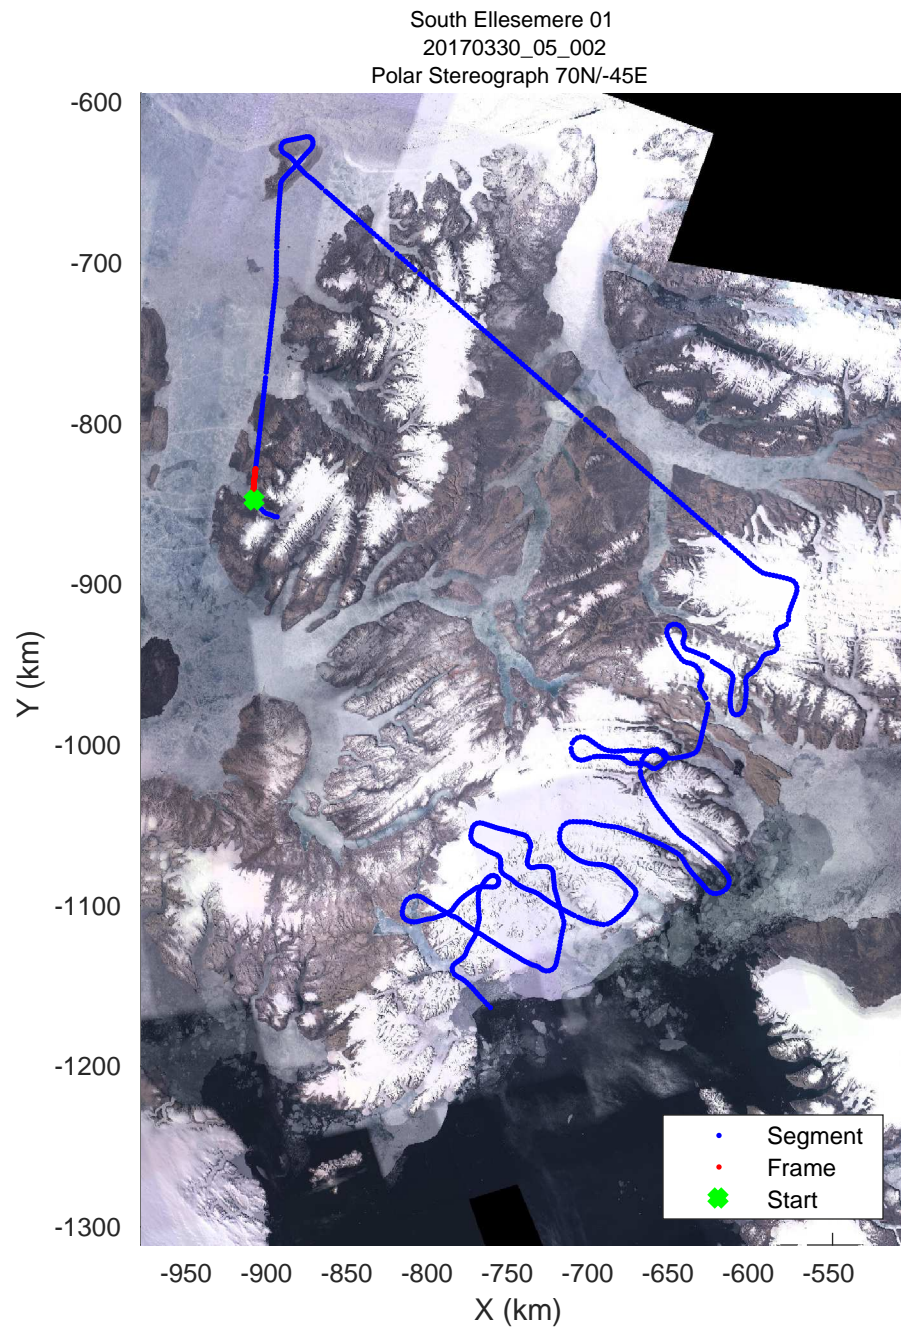 South Ellesemere 01
20170330_05_002
Polar Stereograph 70N/-45E
-600
-700
-800
-900
-1000
-1100
-1200
-1300
Y (km)
Segment
Frame
Start
-950 -900 -850 -800 -750 -700 -650 -600 -550
X (km)